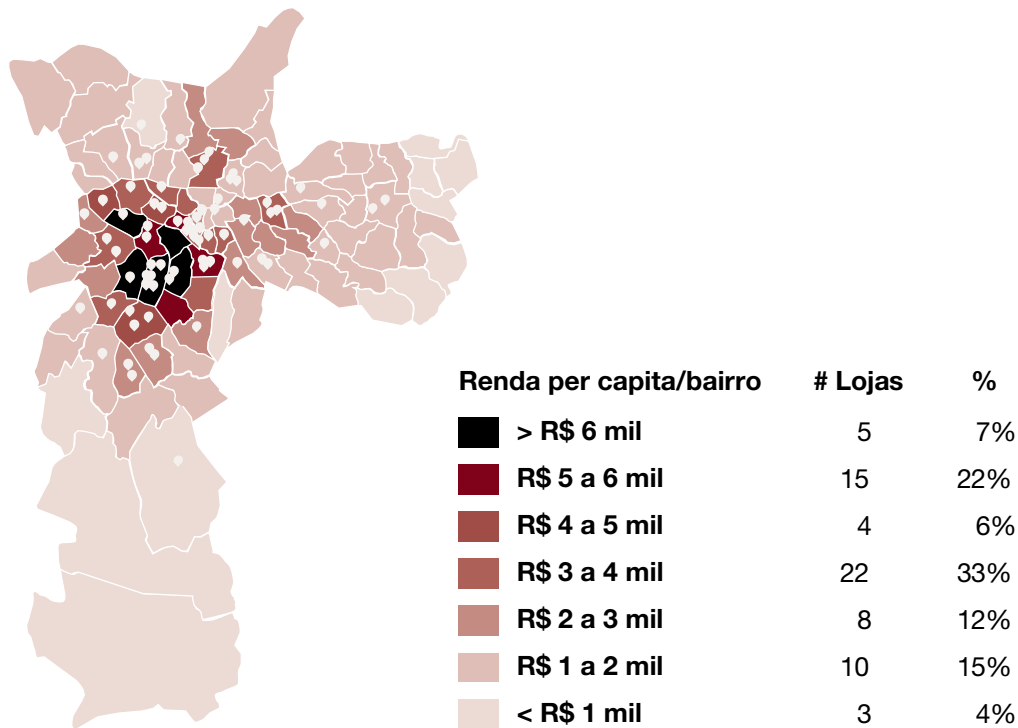 Renda per capita/bairro # Lojas %
> R$ 6 mil 5 7%
R$ 5 a 6 mil 15 22%
R$ 4 a 5 mil 4 6%
R$ 3 a 4 mil 22 33%
R$ 2 a 3 mil 8 12%
R$ 1 a 2 mil 10 15%
< R$ 1 mil 3 4%